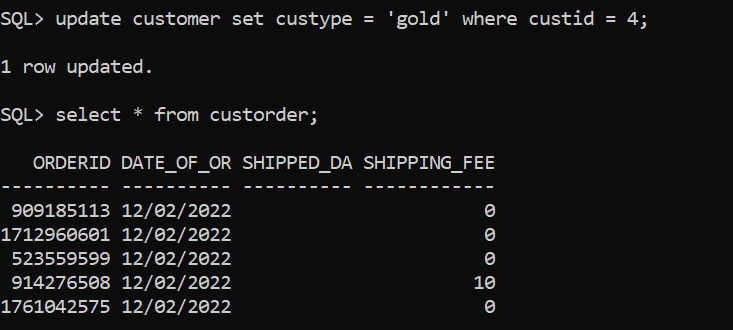 SQL> update customer set custype = 'gold' where custid = 4;
1 row updated.
SQL> select * from custorder;
ORDERID DATE_OF_OR SHIPPED_DA SHIPPING_FEE
---------- ---------- ---------- ------------
909185113 12/02/2022 0
1712960601 12/02/2022 0
523559599 12/02/2022 0
914276508 12/02/2022 10
1761042575 12/02/2022 0